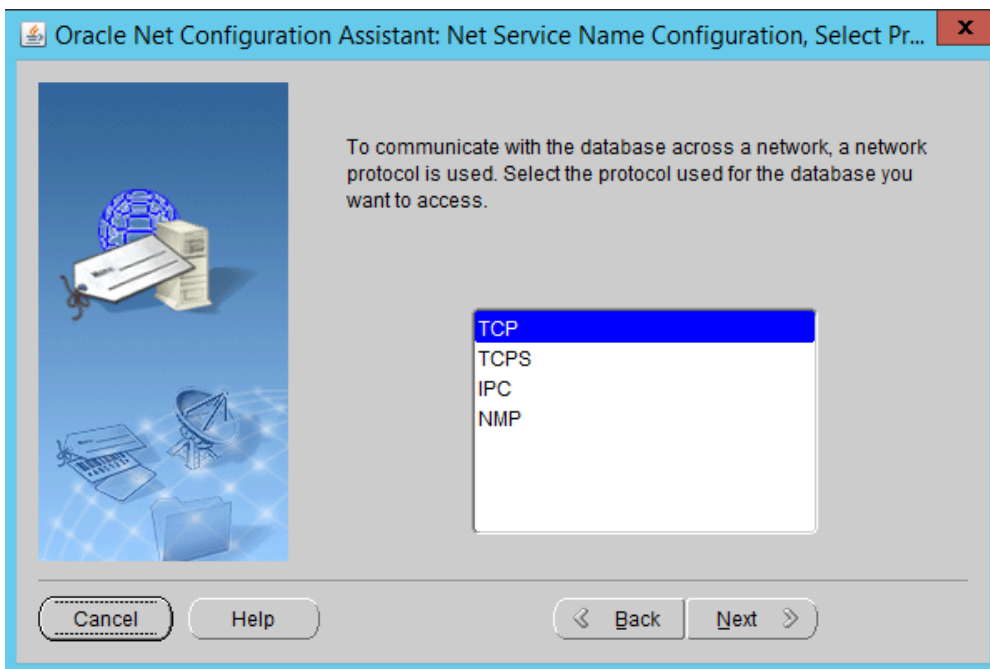 Oracle Net Configuration Assistant: Net Service Name Configuration, Select Pr...
X
To communicate with the database across a network, a network
protocol is used. Select the protocol used for the database you
want to access.
TCP
TCPS
IPC
NMP
Cancel
Help
Back
Next